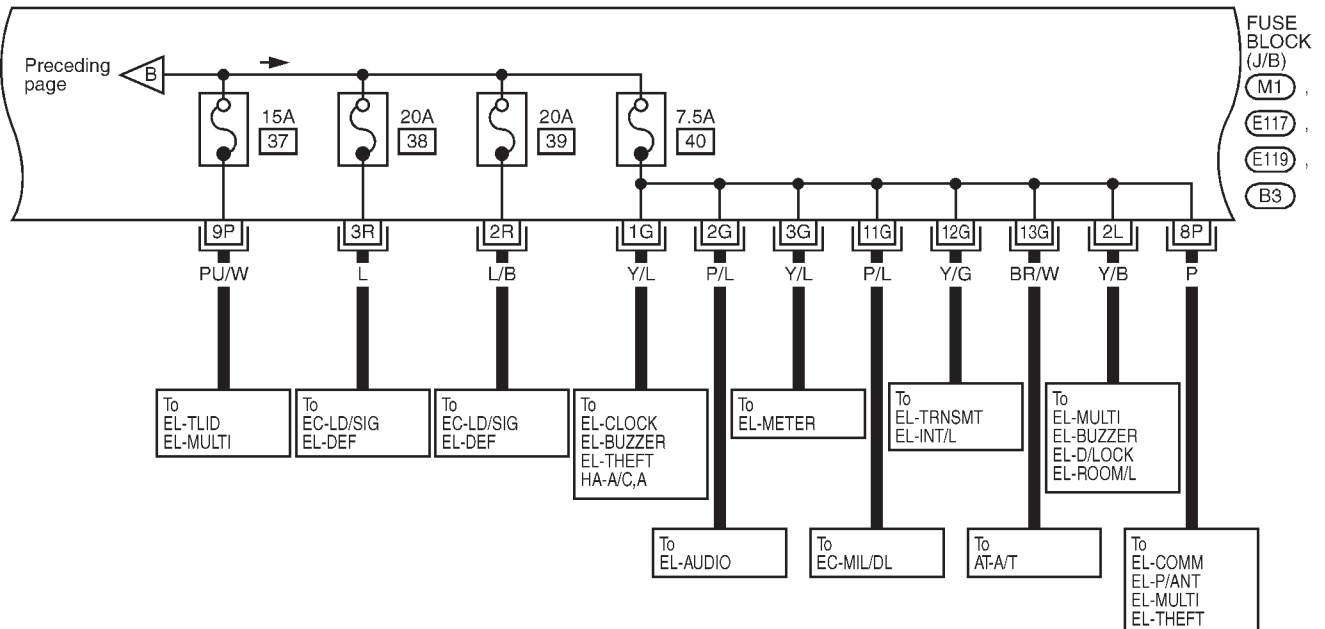 FUSE
BLOCK
(J/B)
M1 ,
E117 ,
E119 ,
B3
Preceding
page
B
15A
37
20A
38
20A
39
7.5A
40
9P
3R
2R
1G
2G
3G
11G
12G
13G
2L
8P
PU/W
L
L/B
Y/L
P/L
Y/L
P/L
Y/G
BR/W
Y/B
P
To
EL-TLID
EL-MULTI
To
EC-LD/SIG
EL-DEF
To
EC-LD/SIG
EL-DEF
To
EL-CLOCK
EL-BUZZER
EL-THEFT
HA-A/C,A
To
EL-METER
To
EL-TRNSMT
EL-INT/L
To
EL-MULTI
EL-BUZZER
EL-D/LOCK
EL-ROOM/L
To
EL-AUDIO
To
EC-MIL/DL
To
AT-A/T
To
EL-COMM
EL-P/ANT
EL-MULTI
EL-THEFT